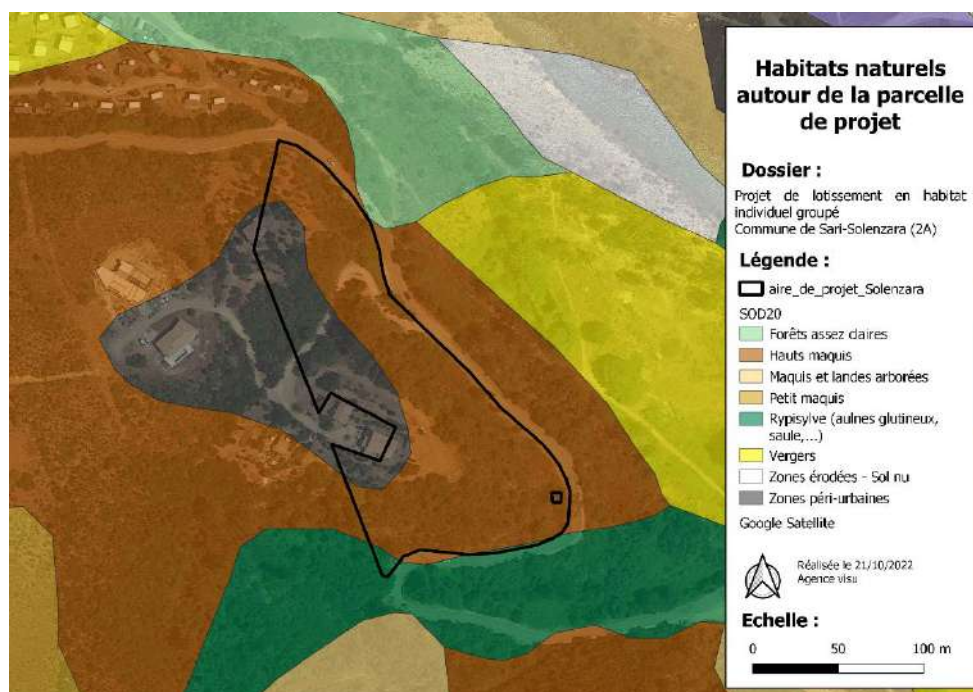 Habitats naturels
autour de la parcelle
de projet
Dossier :
Projet de lotissement en habitat
individuel groupé
Commune de Sari-Solenzara (2A)
Légende :
aire_de_projet_Solenzara
SOD20
Forêts assez claires
Hauts maquis
Maquis et landes arborées
Petit maquis
Rypisylve (aulnes glutineux,
saule,...)
Vergers
Zones érodées - Sol nu
Zones péri-urbaines
Google Satellite
Réalisée le 21/10/2022
Agence visu
Echelle :
0 50 100 m